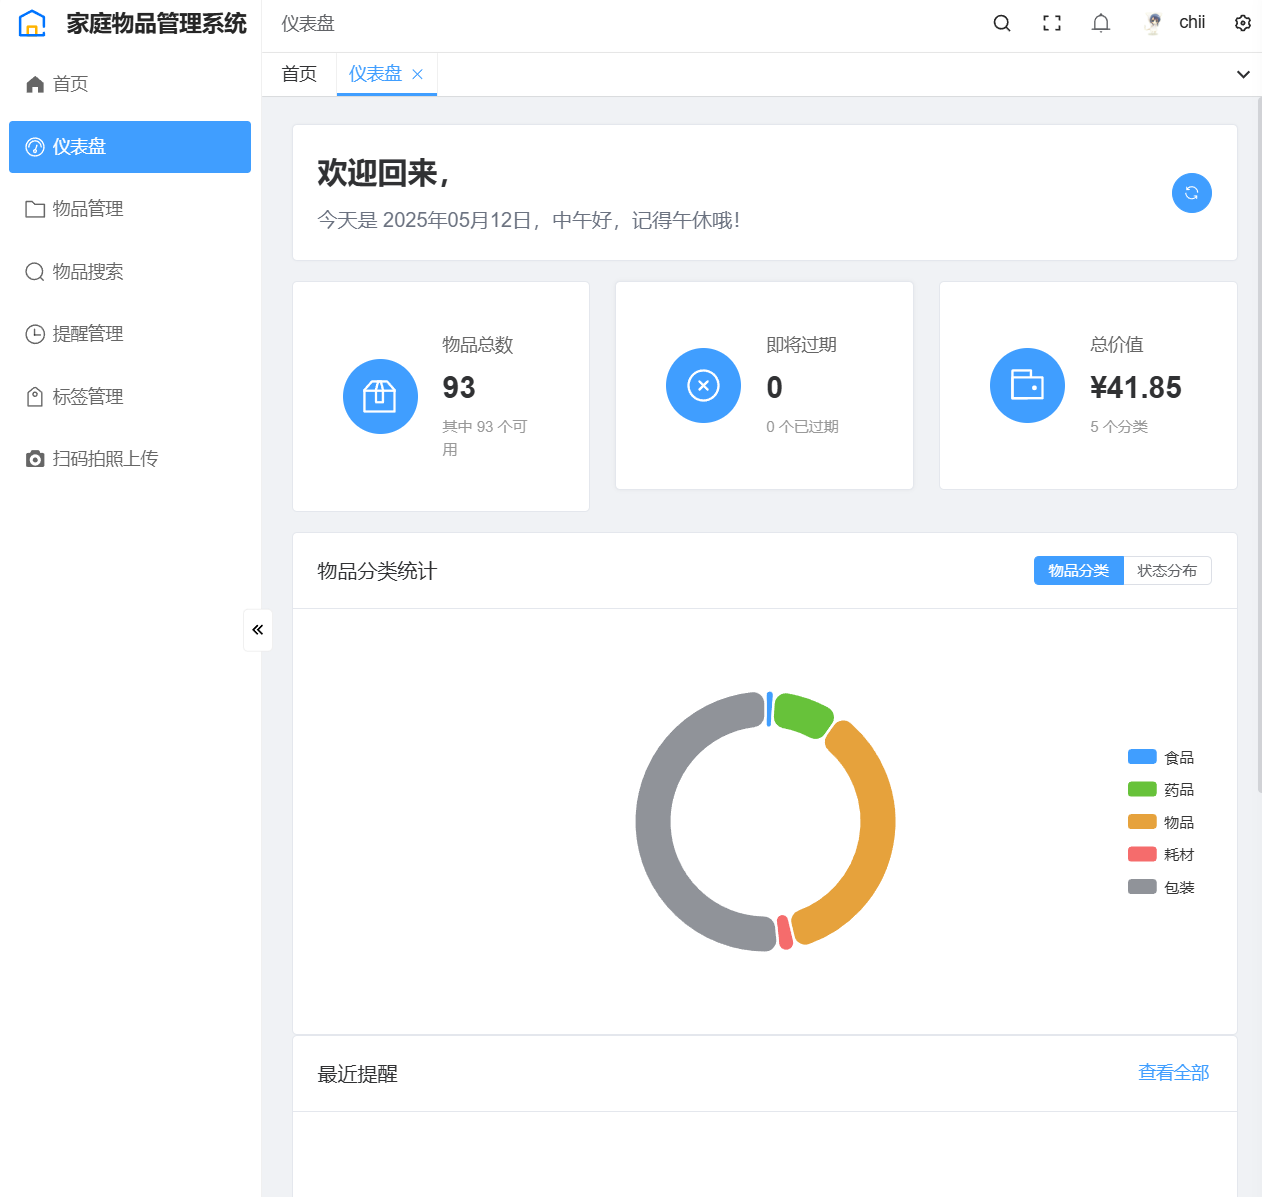 家庭物品管理系统
仪表盘
chii
首页
仪表盘
首页
仪表盘
物品管理
物品搜索
提醒管理
标签管理
扫码拍照上传
欢迎回来，
今天是 2025年05月12日，中午好，记得午休哦！
物品总数
93
其中 93 个可
用
即将过期
0
0 个已过期
总价值
¥41.85
5 个分类
物品分类统计
物品分类
状态分布
食品
药品
物品
耗材
包装
最近提醒
查看全部